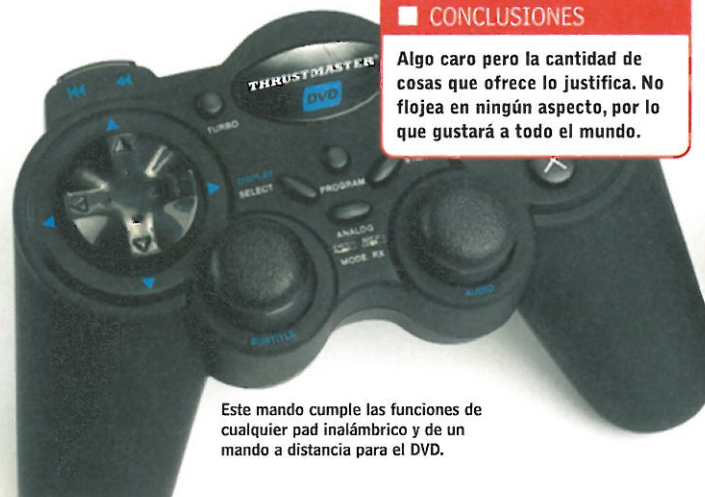 CONCLUSIONES
Algo caro pero la cantidad de
cosas que ofrece lo justifica. No
flojea en ningún aspecto, por lo
que gustará a todo el mundo.
THRUSTMASTER
DVD
TURBO
DISPLAY
SELECT
PROGRAM
ANALOG
MODE RX
AUDIO
SUBTITLE
Este mando cumple las funciones de
cualquier pad inalámbrico y de un
mando a distancia para el DVD.